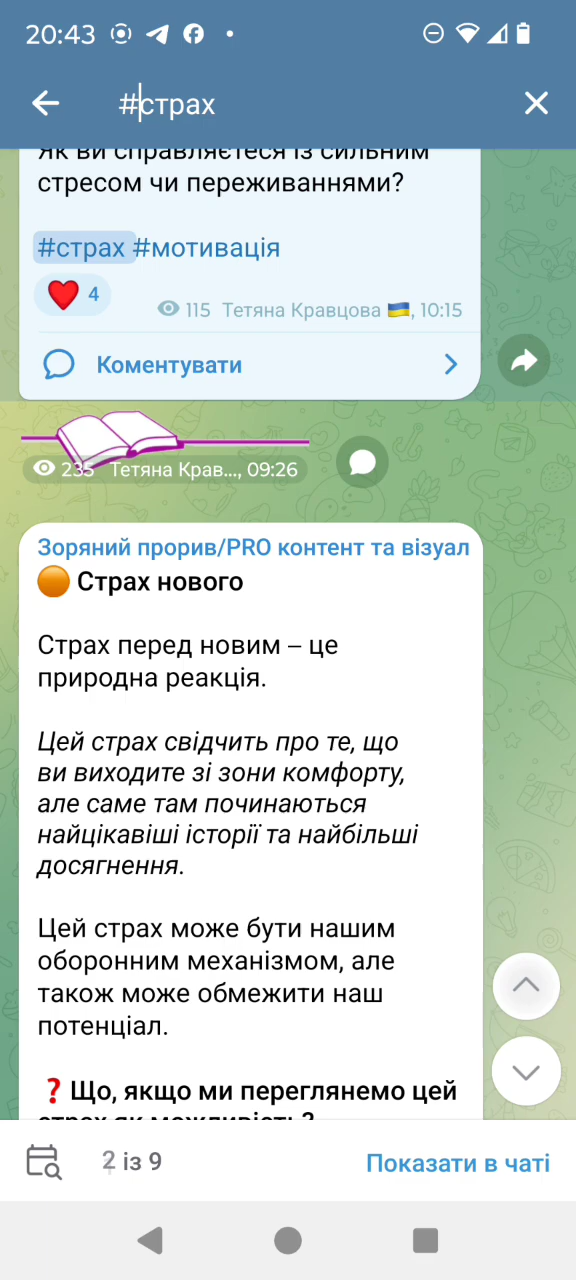 20:43
#страх
Як ви справляєтеся із сильним
стресом чи переживаннями?
#страх #мотивація
4
115 Тетяна Кравцова, 10:15
Коментувати
235 Тетяна Крав..., 09:26
Зоряний прорив/PRO контент та візуал
Страх нового
Страх перед новим – це
природна реакція.
Цей страх свідчить про те, що
ви виходите зі зони комфорту,
але саме там починаються
найцікавіші історії та найбільші
досягнення.
Цей страх може бути нашим
оборонним механізмом, але
також може обмежити наш
потенціал.
❓Що, якщо ми переглянемо цей
страх як можливість?
2 із 9
Показати в чаті